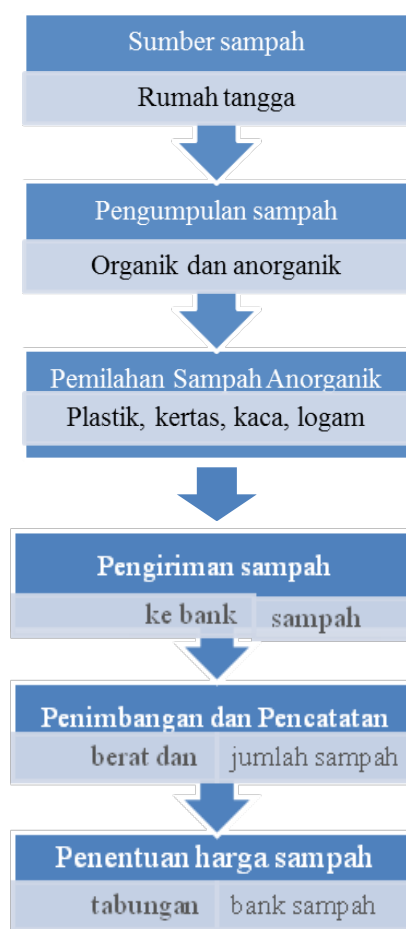 Sumber sampah
Rumah tangga
Pengumpulan sampah
Organik dan anorganik
Pemilahan Sampah Anorganik
Plastik, kertas, kaca, logam
Pengiriman sampah
ke bank sampah
Penimbangan dan Pencatatan
berat dan jumlah sampah
Penentuan harga sampah
tabungan bank sampah